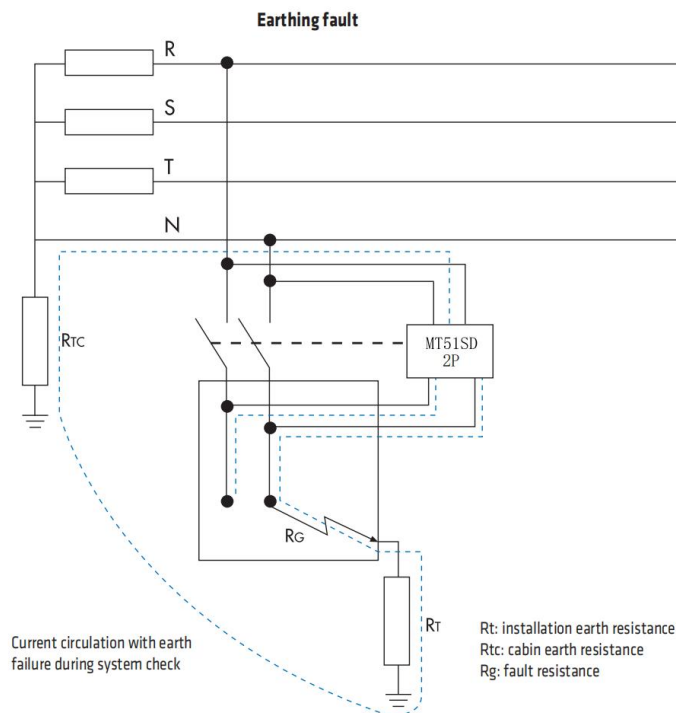 Earthing fault
R
S
T
N
RTC
MT51SD
2P
RG
RT
Current circulation with earth
failure during system check
Rt: installation earth resistance
Rtc: cabin earth resistance
Rg: fault resistance